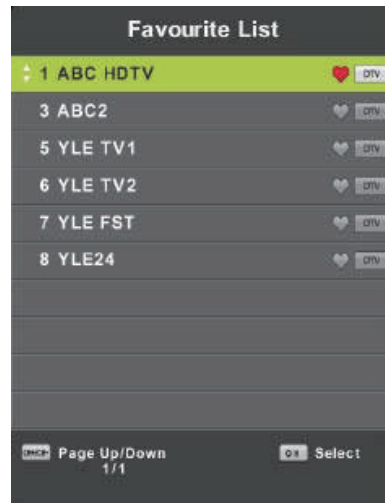 Favourite List
1 ABC HDTV DTV
3 ABC2 DTV
5 YLE TV1 DTV
6 YLE TV2 DTV
7 YLE FST DTV
8 YLE24 DTV
Page Up/Down OK Select
1/1